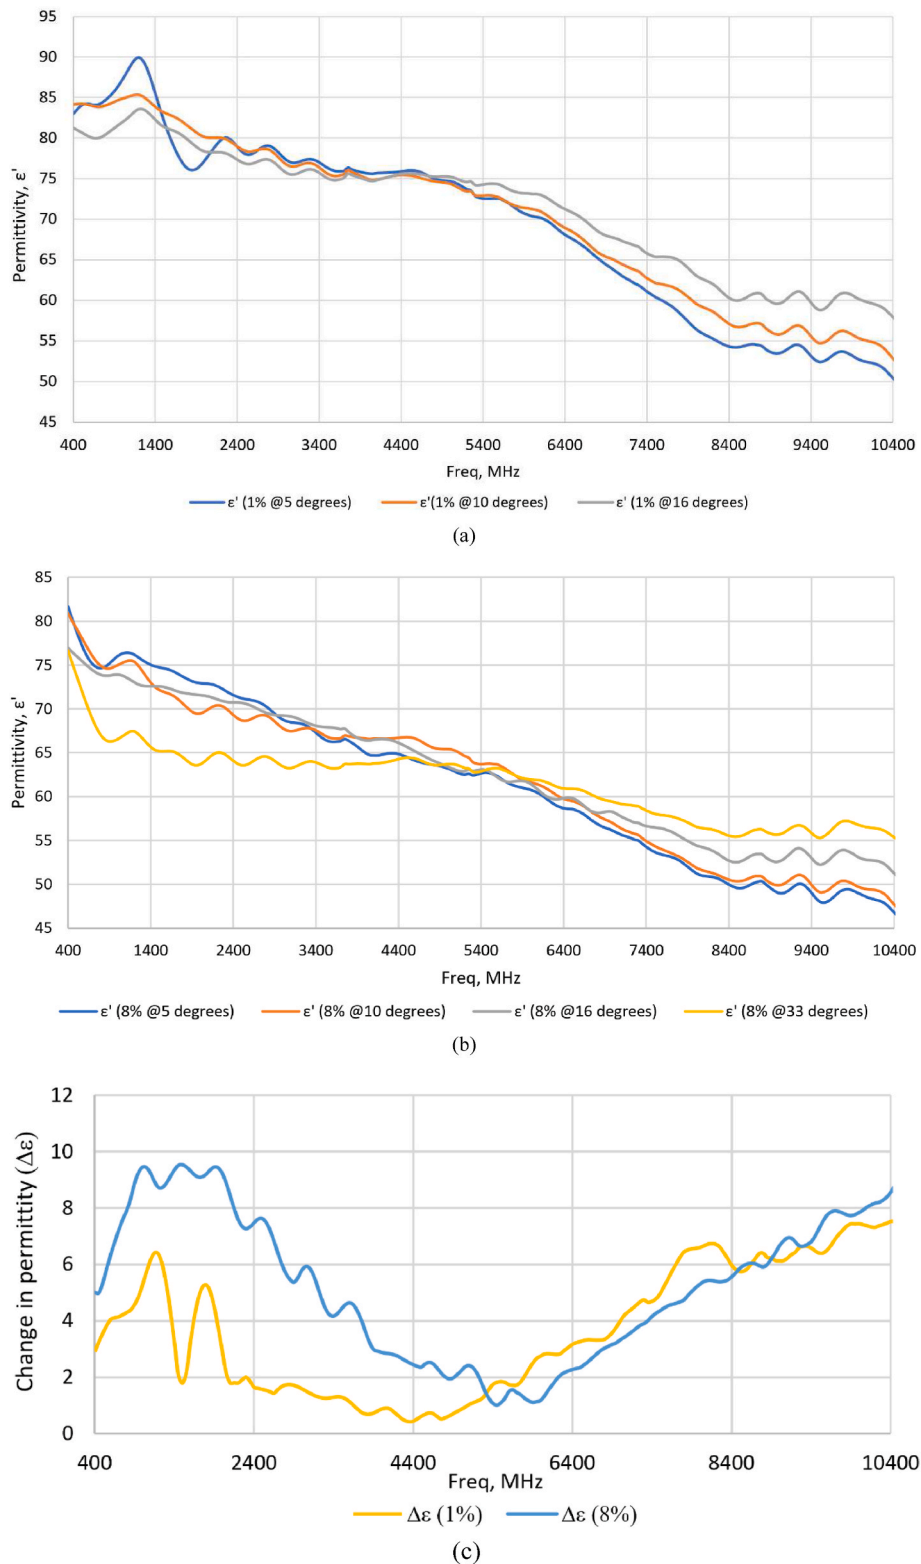 95
90
85
80
75
70
65
60
55
50
45
Permittivity, ε'
400 1400 2400 3400 4400 5400 6400 7400 8400 9400 10400
Freq, MHz
ε' (1% @5 degrees) ε'(1% @10 degrees) ε' (1% @16 degrees)
(a)
85
80
75
70
65
60
55
50
45
Permittivity, ε'
400 1400 2400 3400 4400 5400 6400 7400 8400 9400 10400
Freq, MHz
ε' (8% @5 degrees) ε' (8% @10 degrees) ε' (8% @16 degrees) ε' (8% @33 degrees)
(b)
12
10
8
6
4
2
0
Change in permittity (Δε)
400 2400 4400 6400 8400 10400
Freq, MHz
Δε (1%) Δε (8%)
(c)